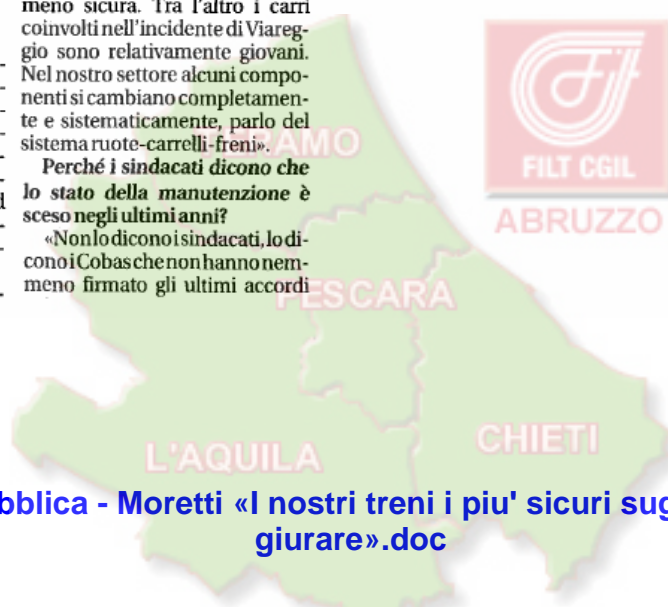 meno sicura. Tra l'altro i carri
coinvolti nell'incidente di Viareg-
gio sono relativamente giovani.
Nel nostro settore alcuni compo-
nenti si cambiano completamen-
te e sistematicamente, parlo del
sistema ruote-carrelli-freni».
Perché i sindacati dicono che
lo stato della manutenzione è
sceso negli ultimi anni?
«Non lo dicono i sindacati, lo di-
cono i Cobas che non hanno nem-
meno firmato gli ultimi accordi
TERAMO
FILT CGIL
ABRUZZO
PESCARA
L'AQUILA
CHIETI
bblica - Moretti «I nostri treni i piu' sicuri sug
giurare».doc